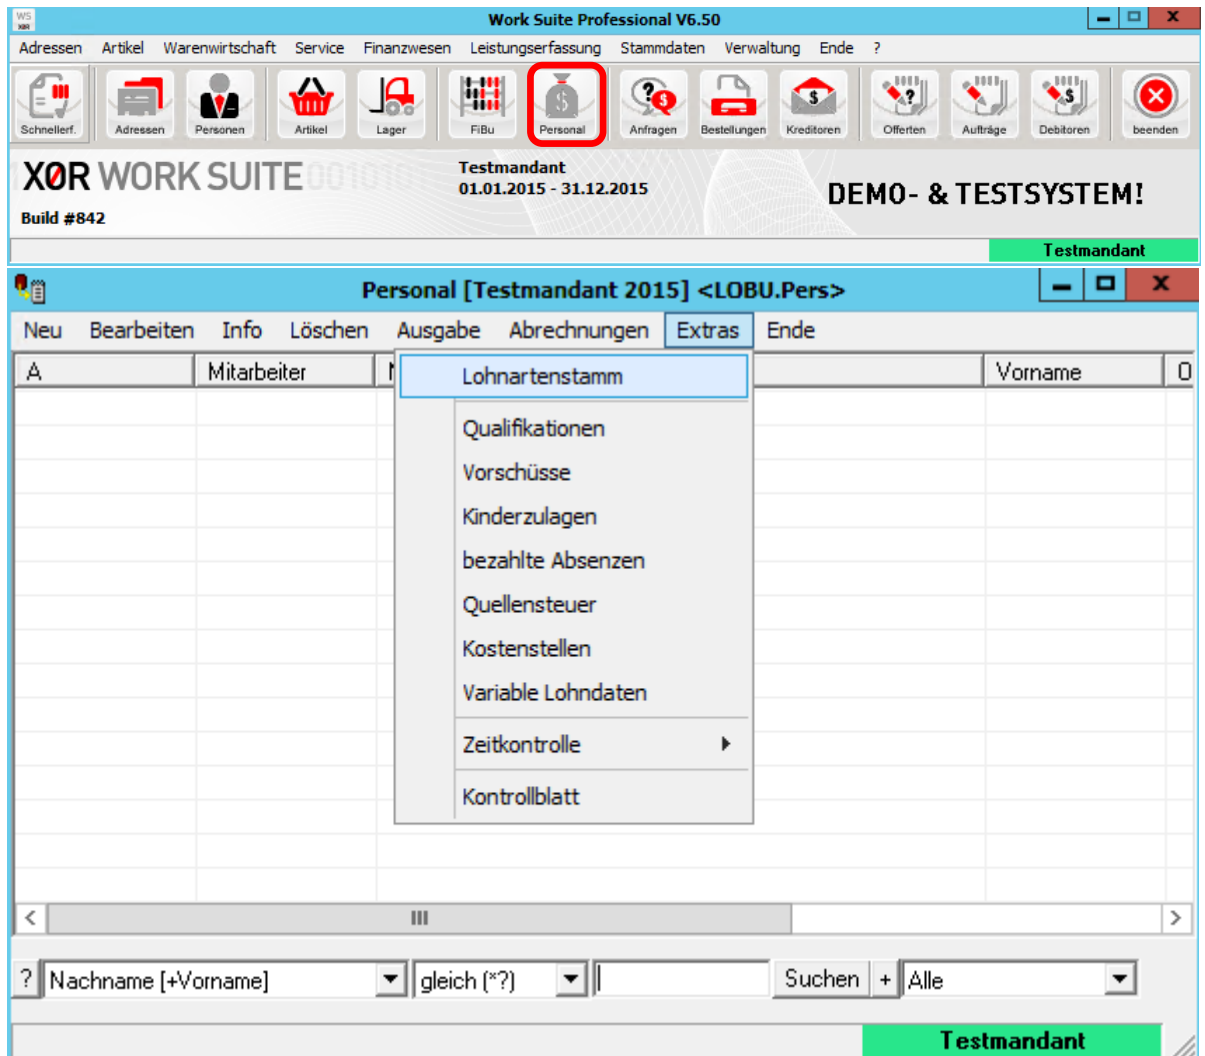 WS
XØR
Work Suite Professional V6.50
Adressen Artikel Warenwirtschaft Service Finanzwesen Leistungserfassung Stammdaten Verwaltung Ende ?
Schnellerf. Adressen Personen Artikel Lager FiBu Personal Anfragen Bestellungen Kreditoren Offerten Aufträge Debitoren beenden
XØR WORK SUITE 001010
Testmandant
01.01.2015 - 31.12.2015
DEMO- & TESTSYSTEM!
Build #842
Testmandant
Personal [Testmandant 2015] <LOBU.Pers>
Neu Bearbeiten Info Löschen Ausgabe Abrechnungen Extras Ende
A Mitarbeiter Vorname O
Lohnartenstamm
Qualifikationen
Vorschüsse
Kinderzulagen
bezahlte Absenzen
Quellensteuer
Kostenstellen
Variable Lohndaten
Zeitkontrolle
Kontrollblatt
? Nachname [+Vorname] gleich (*?) Suchen + Alle
Testmandant